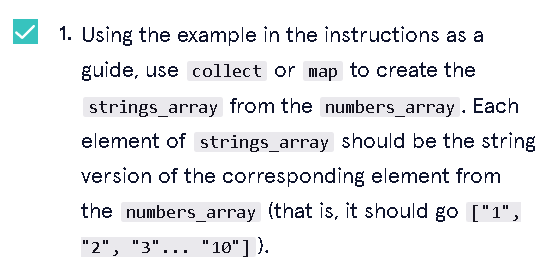 1. Using the example in the instructions as a
guide, use collect or map to create the
strings_array from the numbers_array. Each
element of strings_array should be the string
version of the corresponding element from
the numbers_array (that is, it should go ["1",
"2", "3"... "10"]).